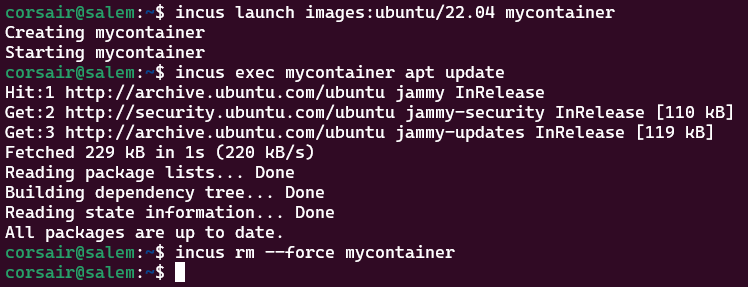 corsair@salem:~$ incus launch images:ubuntu/22.04 mycontainer
Creating mycontainer
Starting mycontainer
corsair@salem:~$ incus exec mycontainer apt update
Hit:1 http://archive.ubuntu.com/ubuntu jammy InRelease
Get:2 http://security.ubuntu.com/ubuntu jammy-security InRelease [110 kB]
Get:3 http://archive.ubuntu.com/ubuntu jammy-updates InRelease [119 kB]
Fetched 229 kB in 1s (220 kB/s)
Reading package lists... Done
Building dependency tree... Done
Reading state information... Done
All packages are up to date.
corsair@salem:~$ incus rm --force mycontainer
corsair@salem:~$